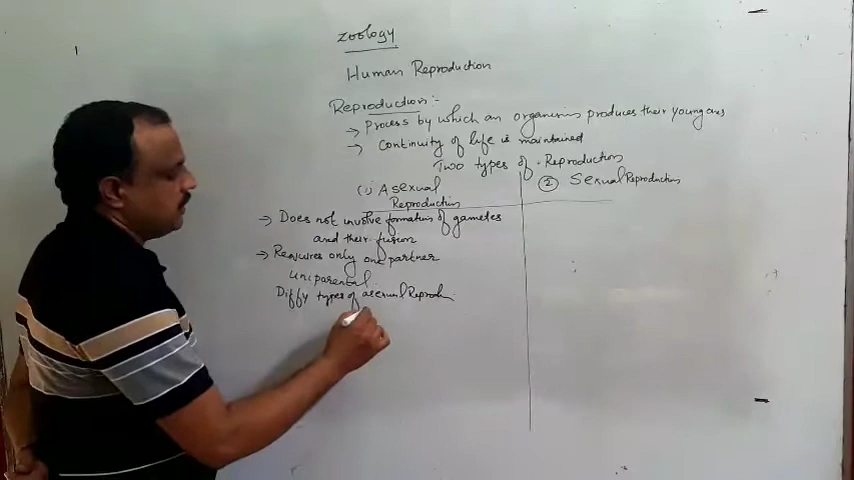 Zoology
Human Reproduction
Reproduction:-
→ Process by which an organisms produces their young ones
→ Continuity of life is maintained
Two types of Reproduction
(1) Asexual Reproduction
→ Does not involve formation of gametes
and their fusion
→ Requires only one partner
uniparental
Diffy types of asexual Reprodn
② Sexual Reproduction